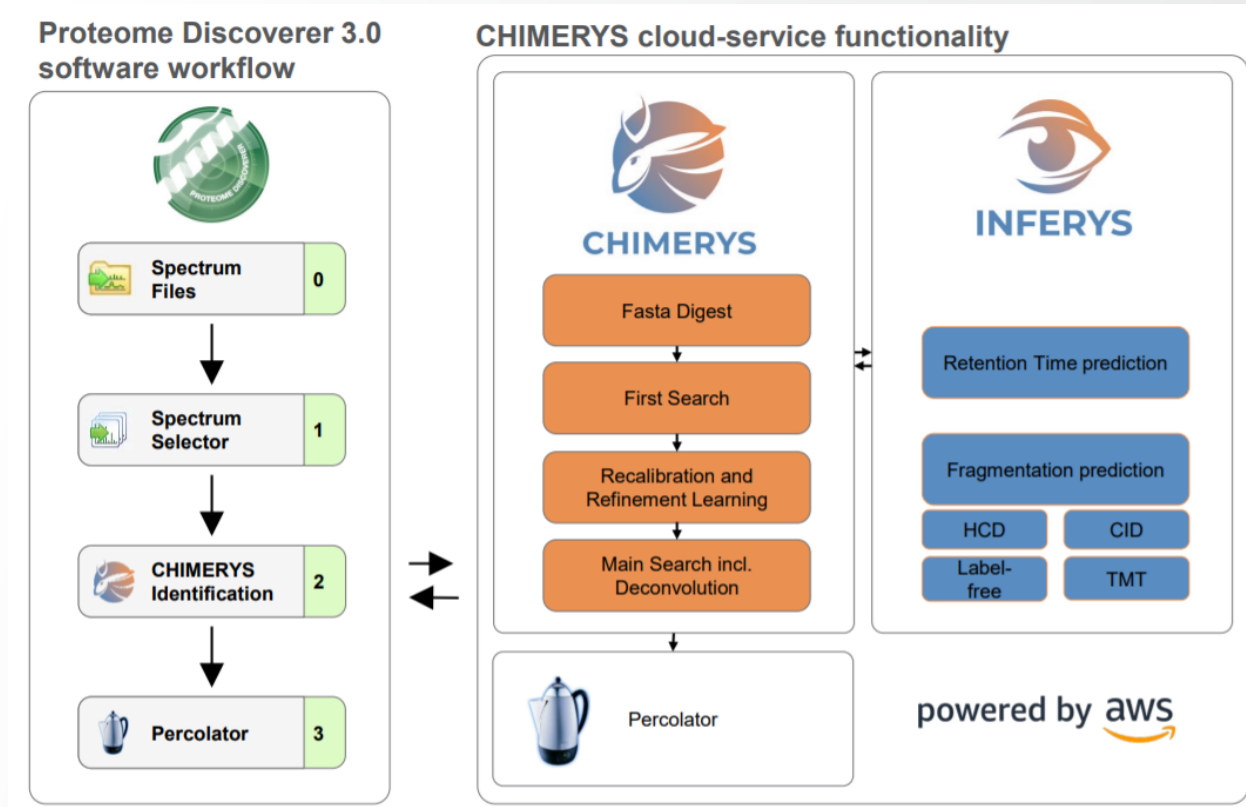 Proteome Discoverer 3.0
software workflow
PROTEOME DISCOVERER
Spectrum
Files
0
Spectrum
Selector
1
CHIMERYS
Identification
2
Percolator
3
CHIMERYS cloud-service functionality
CHIMERYS
Fasta Digest
First Search
Recalibration and
Refinement Learning
Main Search incl.
Deconvolution
Percolator
INFERYS
Retention Time prediction
Fragmentation prediction
HCD
CID
Label-
free
TMT
powered by aws